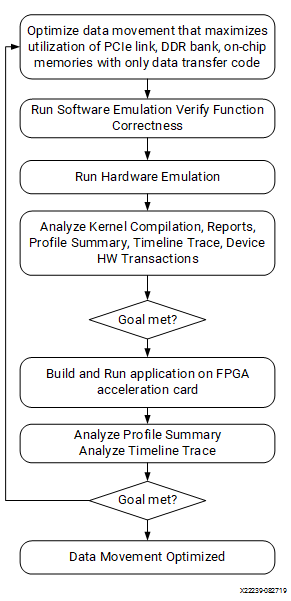 Optimize data movement that maximizes
utilization of PCIe link, DDR bank, on-chip
memories with only data transfer code
Run Software Emulation Verify Function
Correctness
Run Hardware Emulation
Analyze Kernel Compilation, Reports,
Profile Summary, Timeline Trace, Device
HW Transactions
Goal met?
Build and Run application on FPGA
acceleration card
Analyze Profile Summary
Analyze Timeline Trace
Goal met?
Data Movement Optimized
X22239-082719